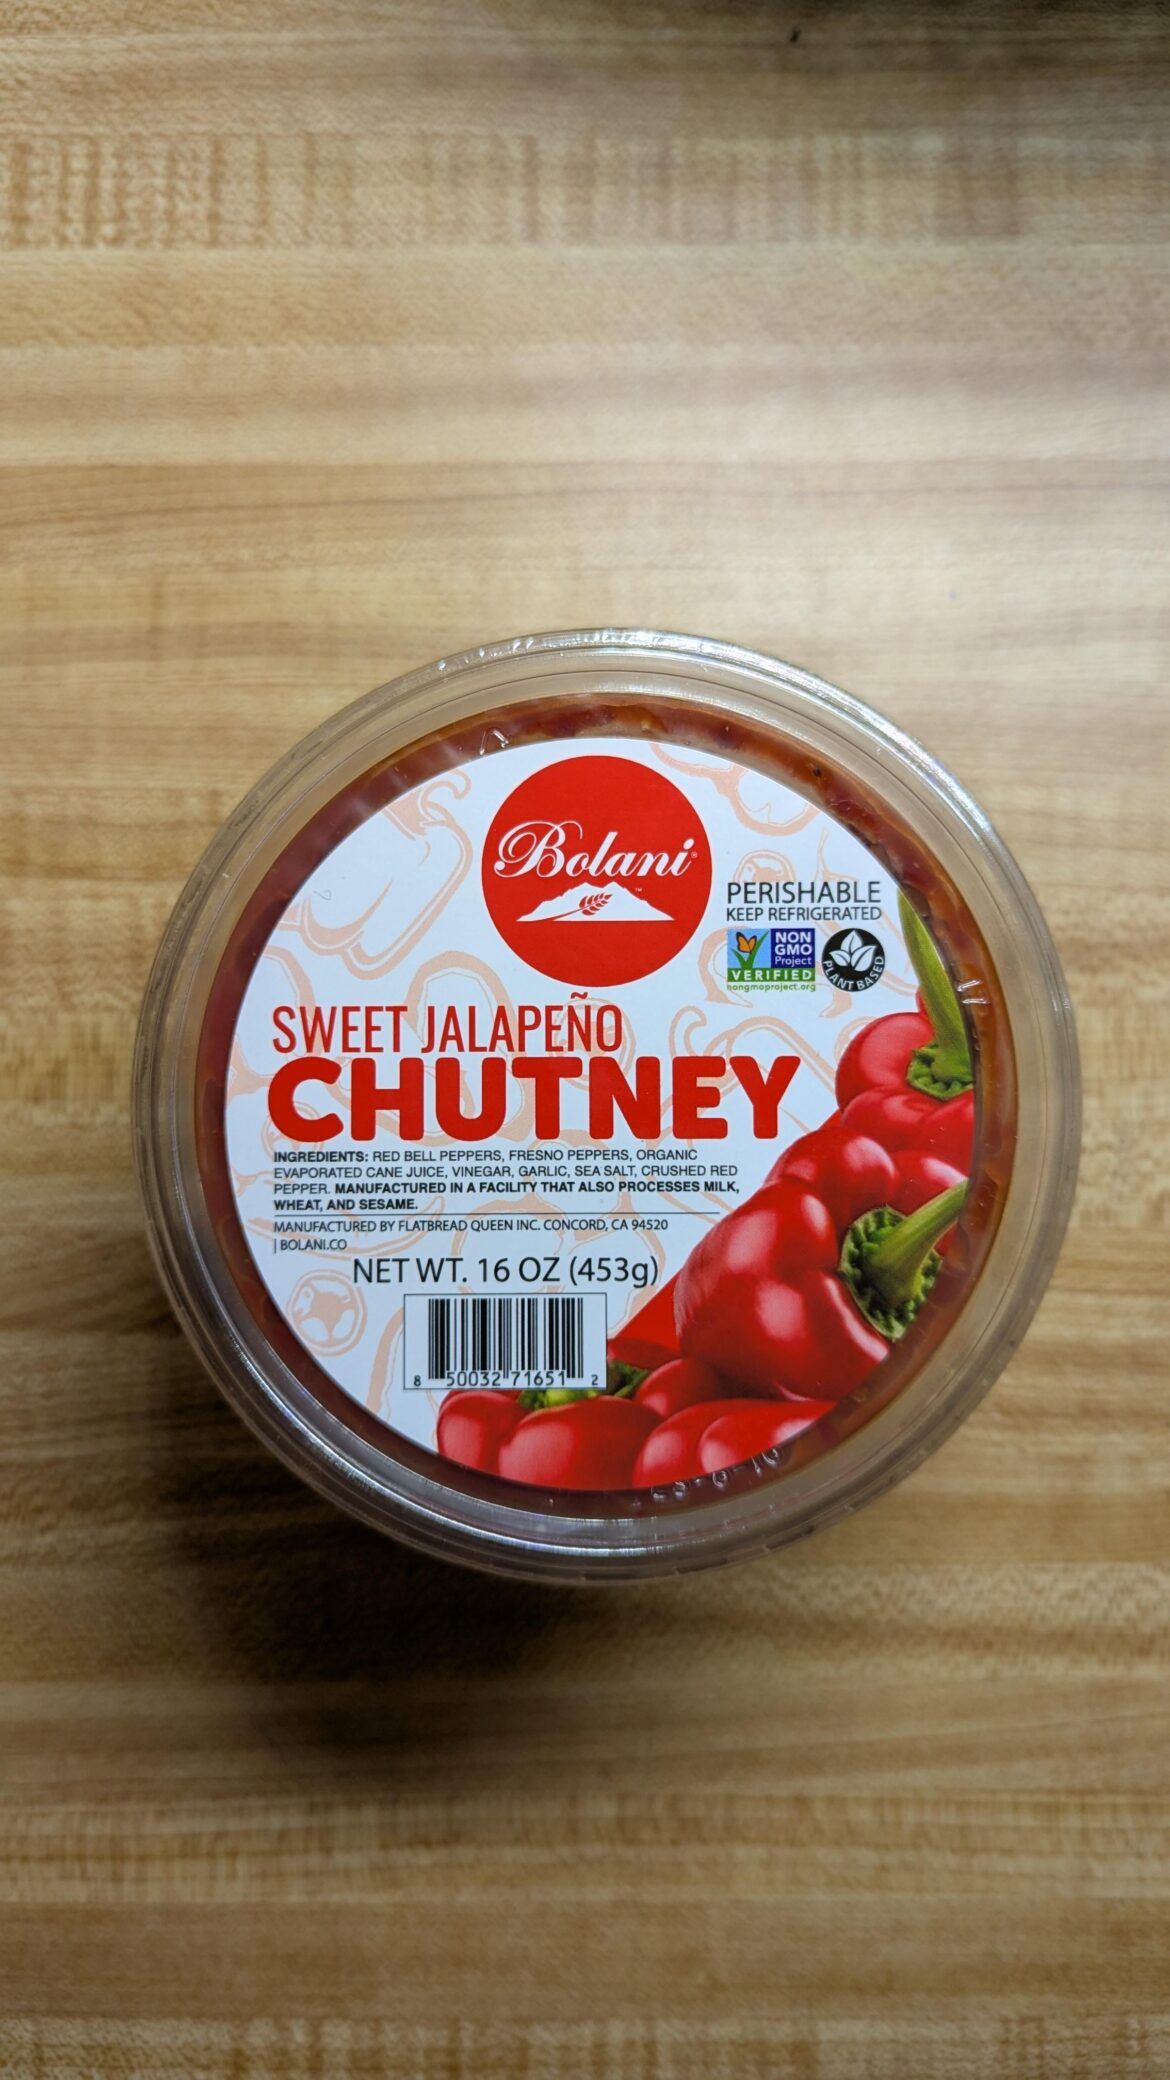 Bolani®
™
PERISHABLE
KEEP REFRIGERATED
NON
GMO
Project
VERIFIED
nongmoproject.org
PLANT BASED
SWEET JALAPEÑO
CHUTNEY
INGREDIENTS: RED BELL PEPPERS, FRESNO PEPPERS, ORGANIC
EVAPORATED CANE JUICE, VINEGAR, GARLIC, SEA SALT, CRUSHED RED
PEPPER. MANUFACTURED IN A FACILITY THAT ALSO PROCESSES MILK,
WHEAT, AND SESAME.
MANUFACTURED BY FLATBREAD QUEEN INC. CONCORD, CA 94520
| BOLANI.CO
NET WT. 16 OZ (453g)
8 50032 71651 2